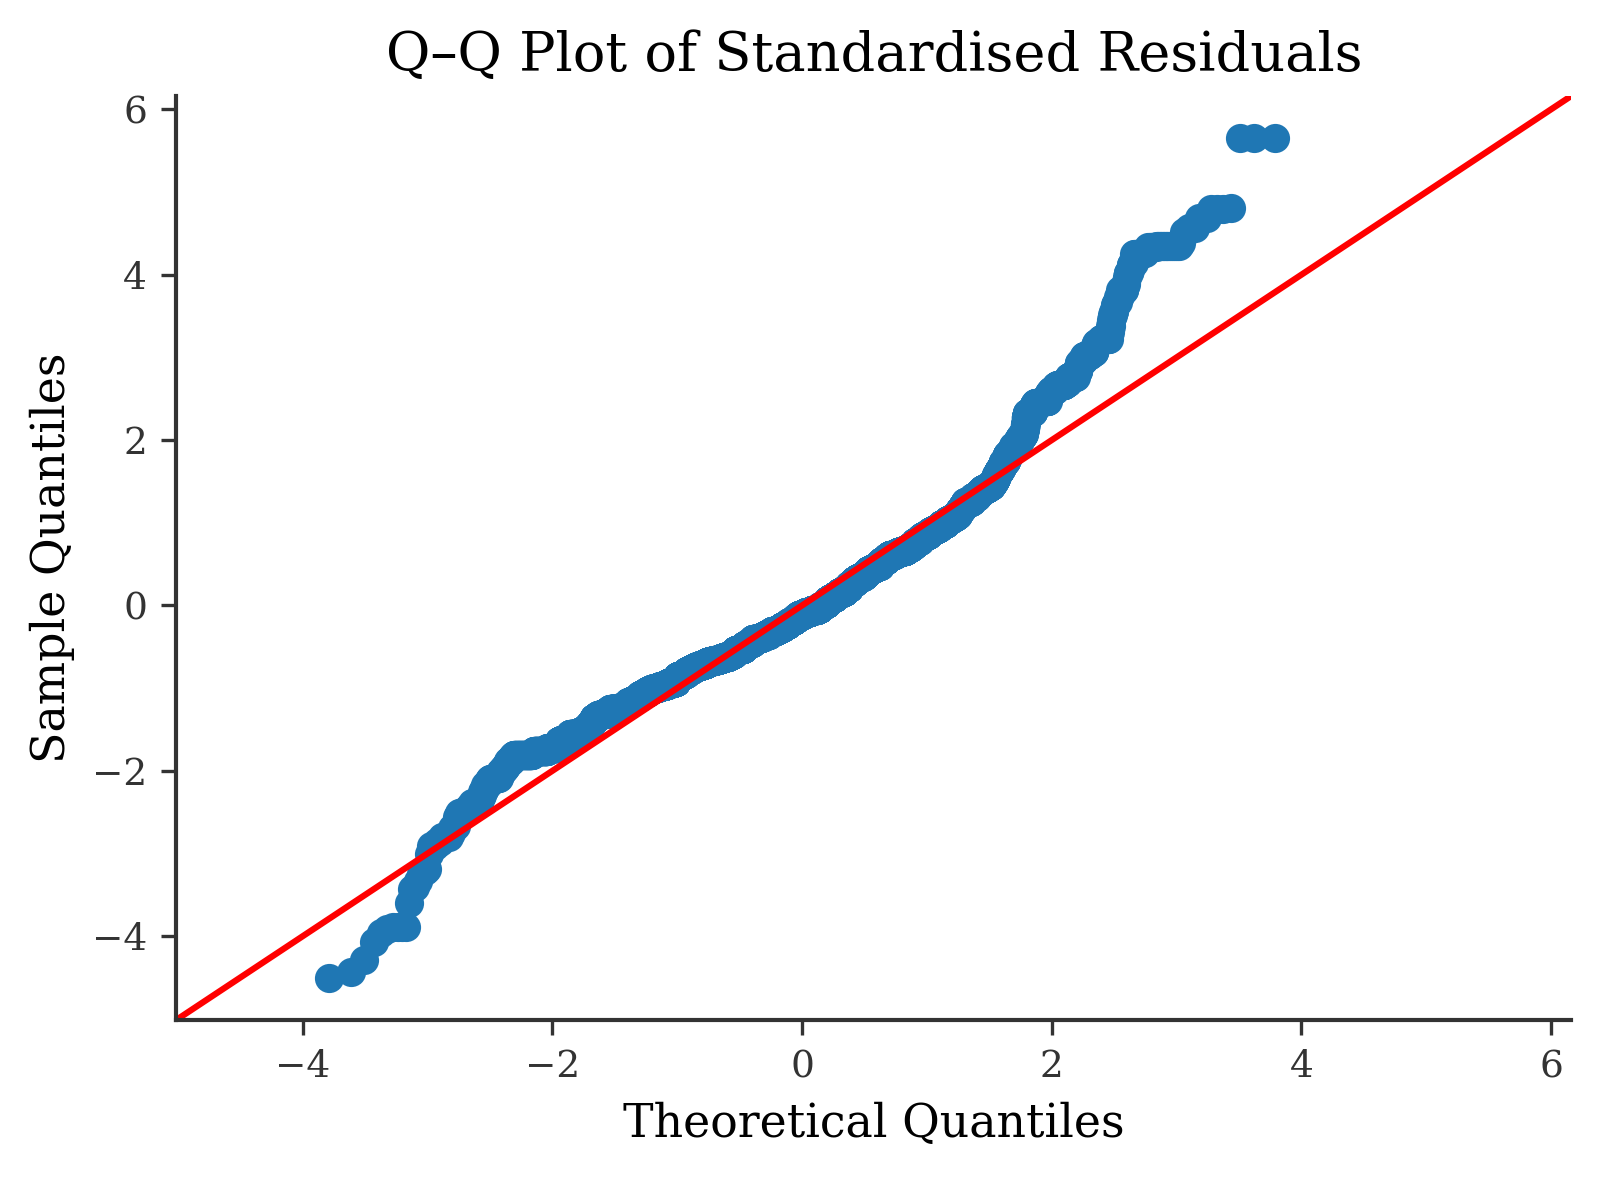 Q–Q Plot of Standardised Residuals
6
4
2
0
−2
−4
Sample Quantiles
−4 −2 0 2 4 6
Theoretical Quantiles